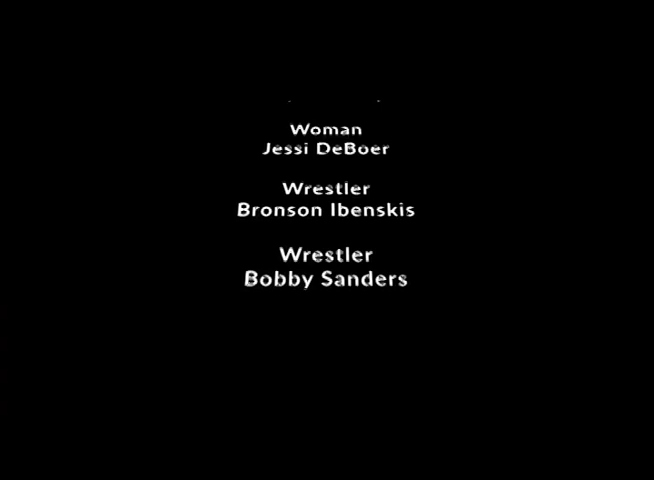 Woman
Jessi DeBoer
Wrestler
Bronson Ibenskis
Wrestler
Bobby Sanders